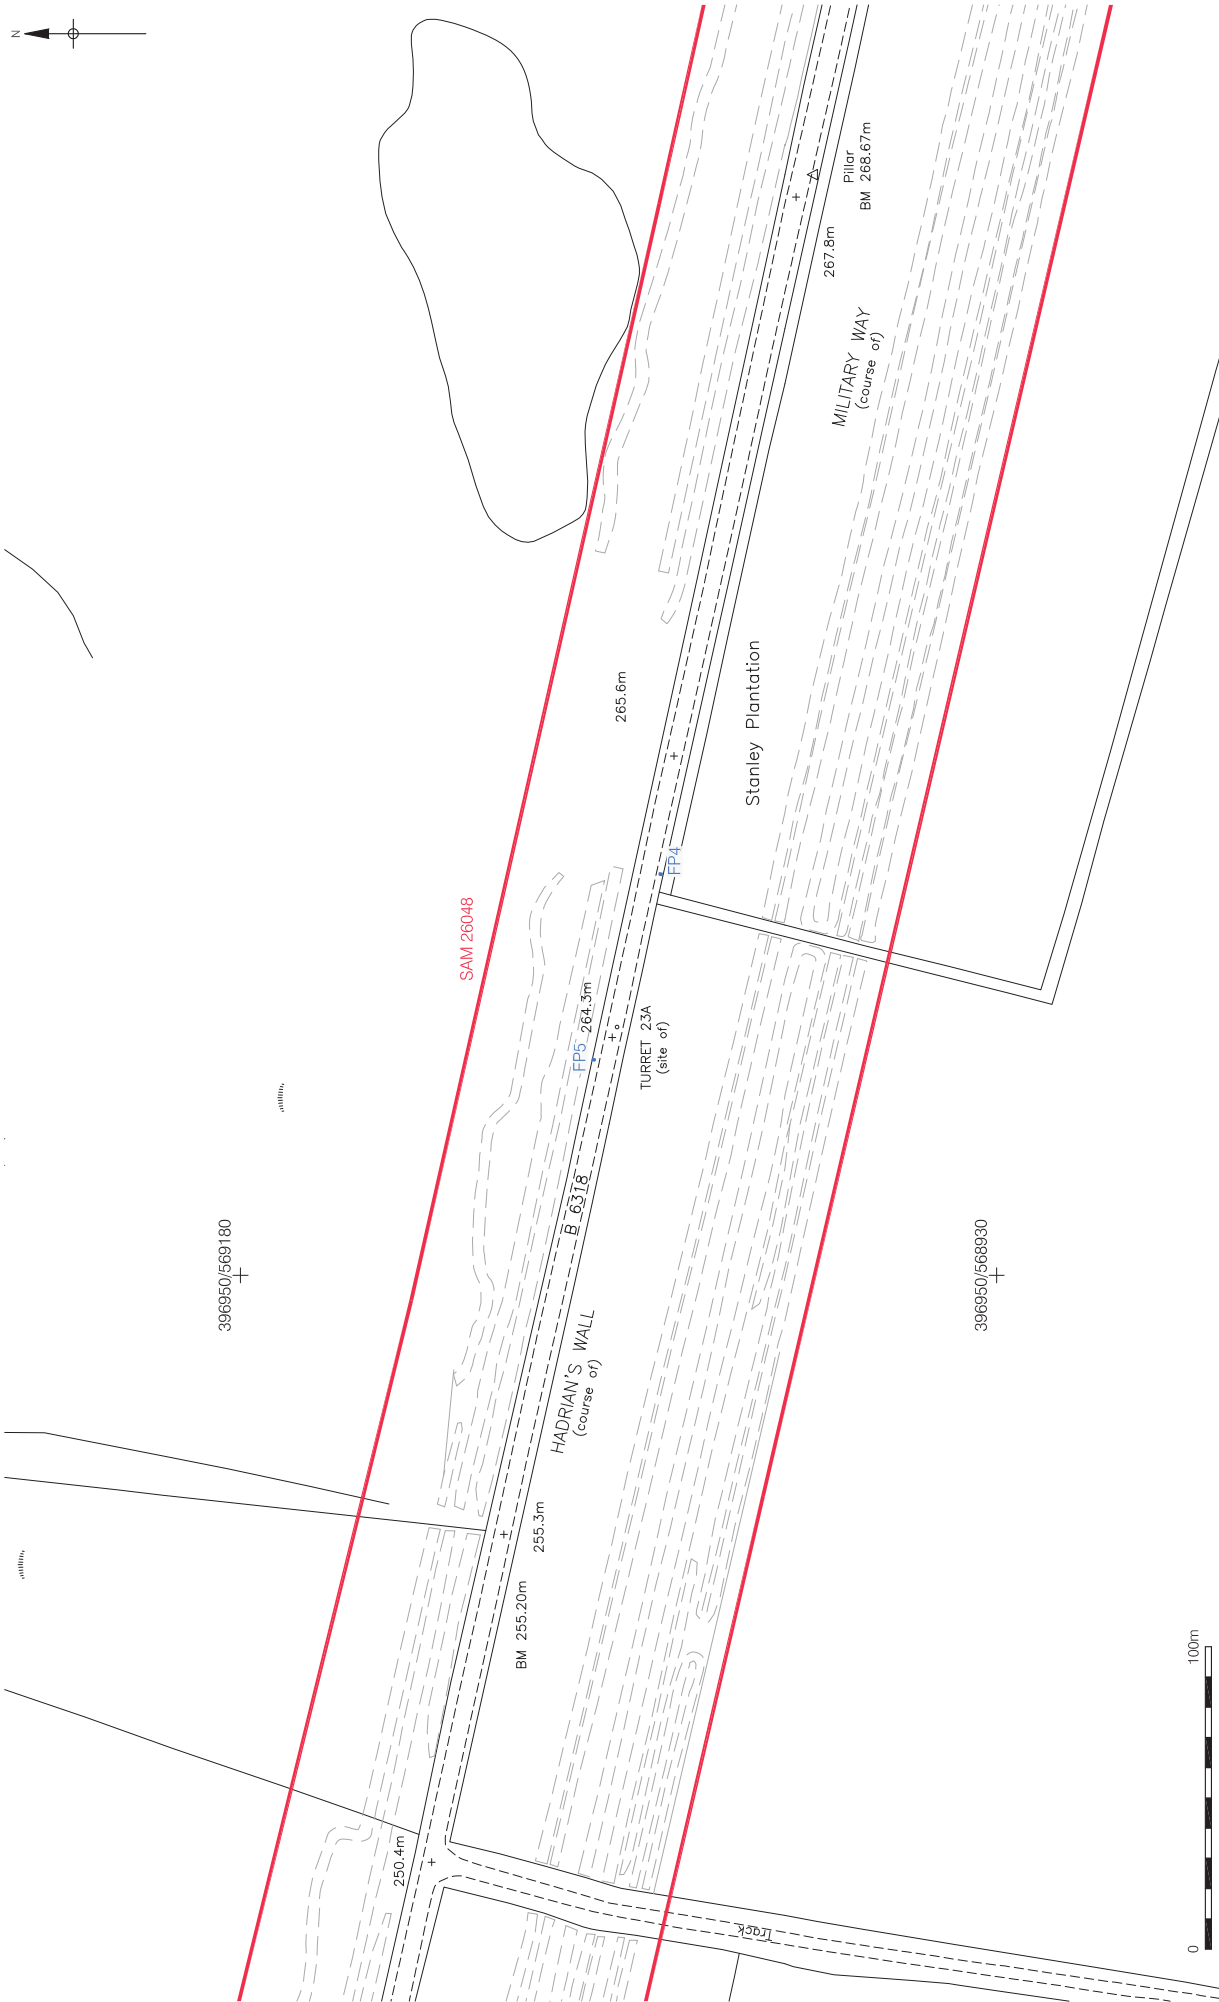 N
Pillar
BM 268.67m
267.8m
MILITARY WAY
(course of)
265.6m
Stanley Plantation
FP4
SAM 26048
264.3m
FP5
TURRET 23A
(site of)
B 6318
396950/569180
396950/568930
HADRIAN'S WALL
(course of)
255.3m
BM 255.20m
250.4m
Track
0
100m